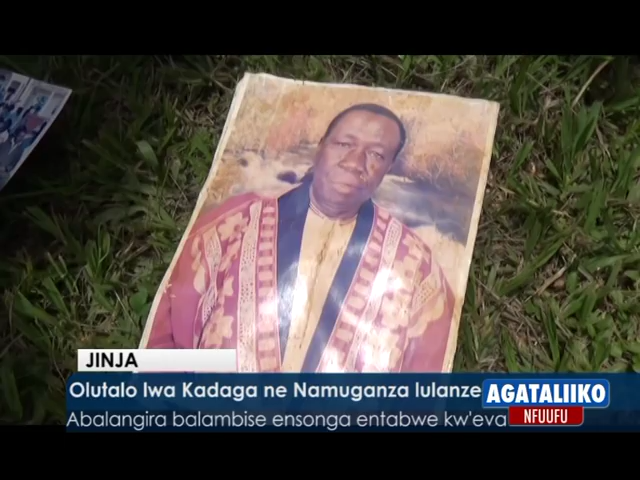 JINJA
Olutalo lwa Kadaga ne Namuganza lulanze
Abalangira balambise ensonga entabwe kw'eva
AGATALIIKO
NFUUFU